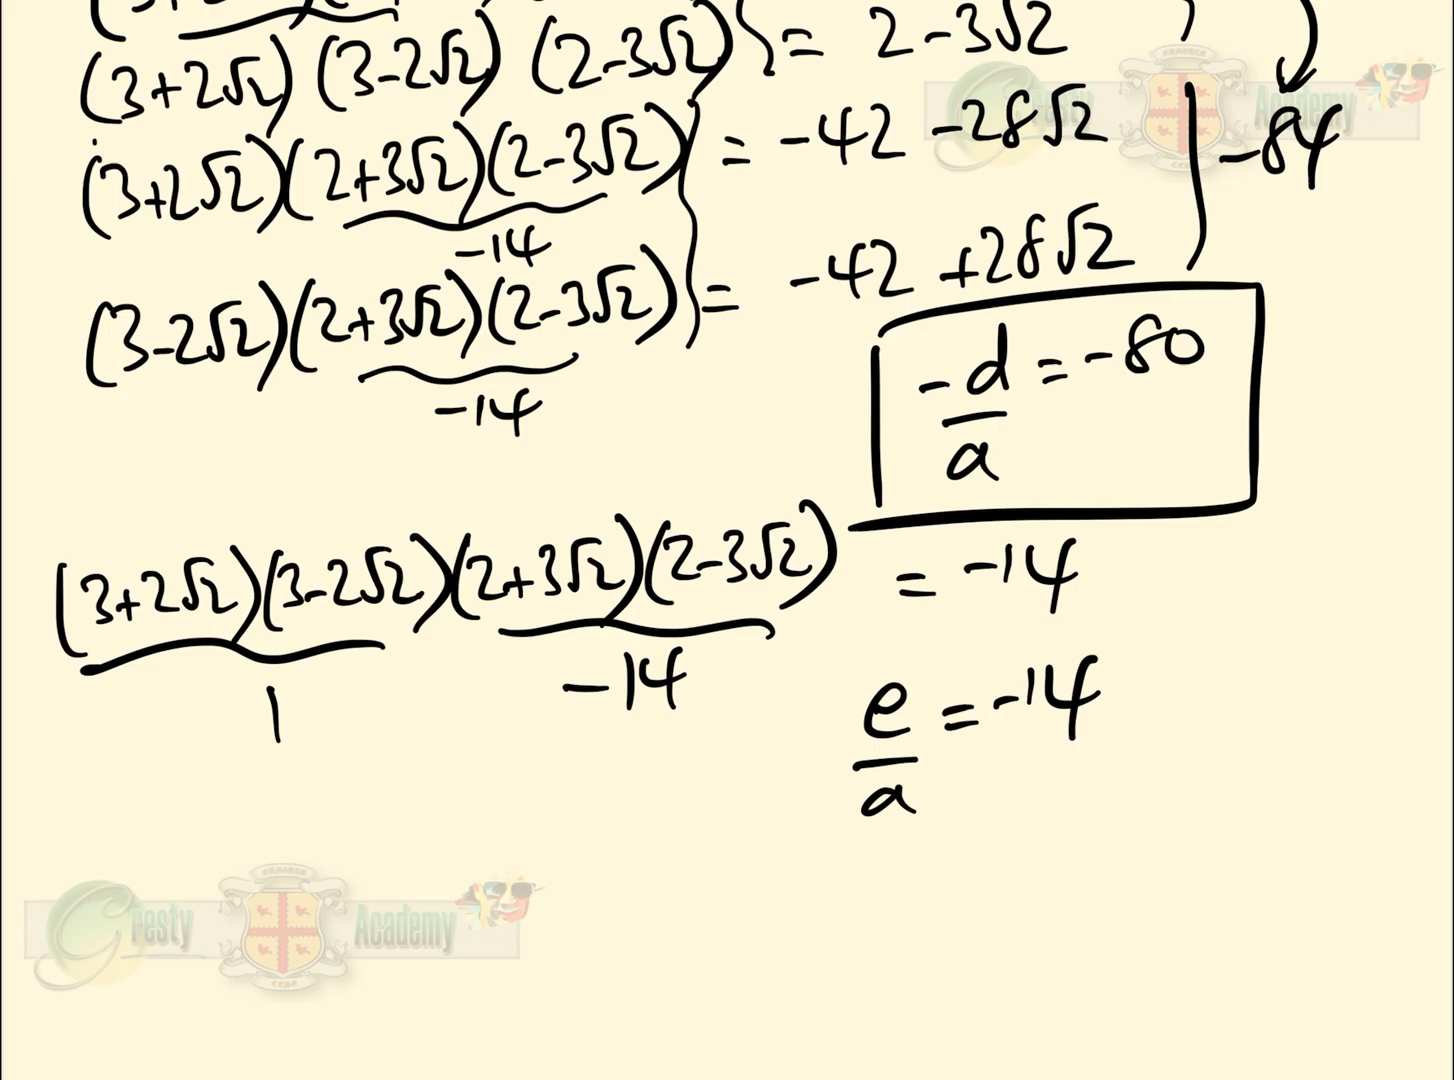 (3+2√2)(3-2√2)(2-3√2) = 2-3√2
(3+2√2)(2+3√2)(2-3√2) = -42 -28√2 -84
-14
(3-2√2)(2+3√2)(2-3√2) = -42 +28√2
-14
-d/a = -80
(3+2√2)(3-2√2)(2+3√2)(2-3√2) = -14
1 -14
e/a = -14
Gresty Academy
Gresty Academy